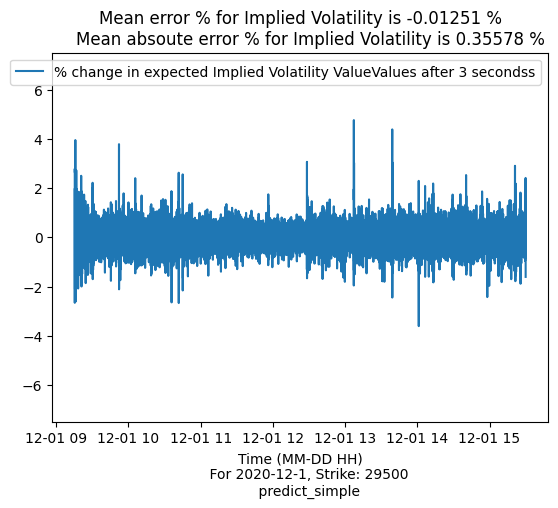 Mean error % for Implied Volatility is -0.01251 %
Mean absoute error % for Implied Volatility is 0.35578 %
% change in expected Implied Volatility ValueValues after 3 secondss
6
4
2
0
−2
−4
−6
12-01 09 12-01 10 12-01 11 12-01 12 12-01 13 12-01 14 12-01 15
Time (MM-DD HH)
For 2020-12-1, Strike: 29500
predict_simple